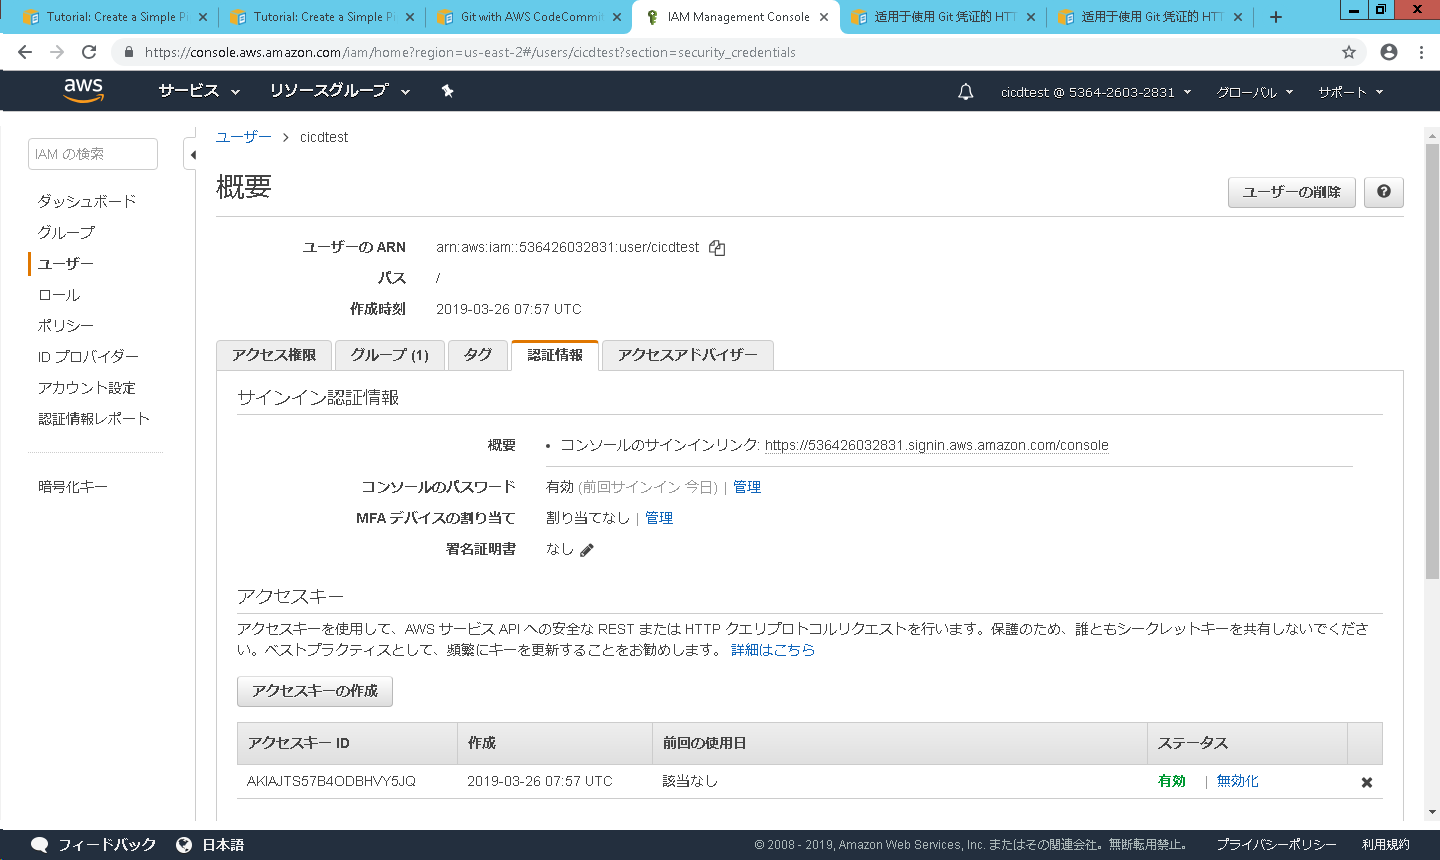 Tutorial: Create a Simple Pi
Tutorial: Create a Simple Pi
Git with AWS CodeCommit
IAM Management Console
适用于使用 Git 凭证的 HTT
适用于使用 Git 凭证的 HTT
https://console.aws.amazon.com/iam/home?region=us-east-2#/users/cicdtest?section=security_credentials
aws
サービス
リソースグループ
cicdtest @ 5364-2603-2831
グローバル
サポート
IAM の検索
ダッシュボード
グループ
ユーザー
ロール
ポリシー
ID プロバイダー
アカウント設定
認証情報レポート
暗号化キー
ユーザー > cicdtest
概要
ユーザーの削除
ユーザーの ARN arn:aws:iam::536426032831:user/cicdtest
パス /
作成時刻 2019-03-26 07:57 UTC
アクセス権限 グループ (1) タグ 認証情報 アクセスアドバイザー
サインイン認証情報
概要 • コンソールのサインインリンク: https://536426032831.signin.aws.amazon.com/console
コンソールのパスワード 有効 (前回サインイン 今日) | 管理
MFA デバイスの割り当て 割り当てなし | 管理
署名証明書 なし
アクセスキー
アクセスキーを使用して、AWS サービス API への安全な REST または HTTP クエリプロトコルリクエストを行います。保護のため、誰ともシークレットキーを共有しないでくださ
い。ベストプラクティスとして、頻繁にキーを更新することをお勧めします。 詳細はこちら
アクセスキーの作成
アクセスキー ID 作成 前回の使用日 ステータス
AKIAJTS57B4ODBHVY5JQ 2019-03-26 07:57 UTC 該当なし 有効 | 無効化
フィードバック 日本語
© 2008 - 2019, Amazon Web Services, Inc. またはその関連会社。無断転用禁止。 プライバシーポリシー 利用規約